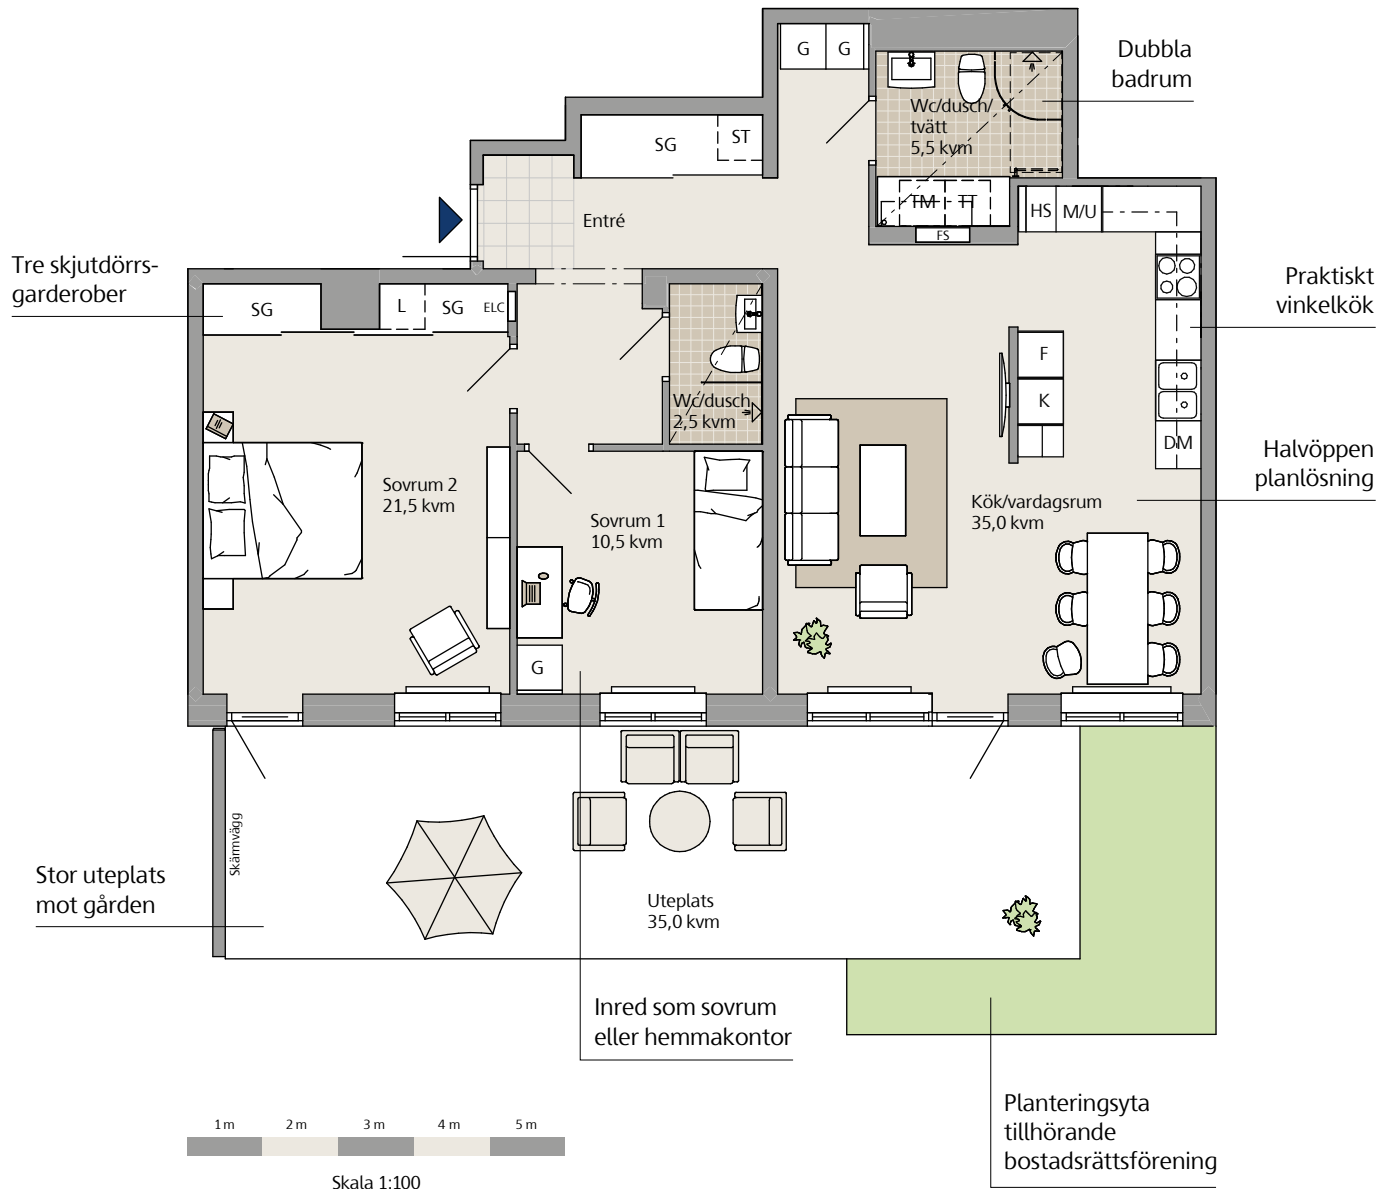 G
G
Dubbla
badrum
Wc/dusch/
tvätt
5,5 kvm
SG
ST
TM
TT
FS
HS
M/U
Entré
Tre skjutdörrs-
garderober
SG
L
SG
ELC
Praktiskt
vinkelkök
F
K
DM
Wc/dusch
2,5 kvm
Halvöppen
planlösning
Sovrum 2
21,5 kvm
Sovrum 1
10,5 kvm
Kök/vardagsrum
35,0 kvm
G
Skärmvägg
Stor uteplats
mot gården
Uteplats
35,0 kvm
Inred som sovrum
eller hemmakontor
Planteringsyta
tillhörande
bostadsrättsförening
1 m
2 m
3 m
4 m
5 m
Skala 1:100